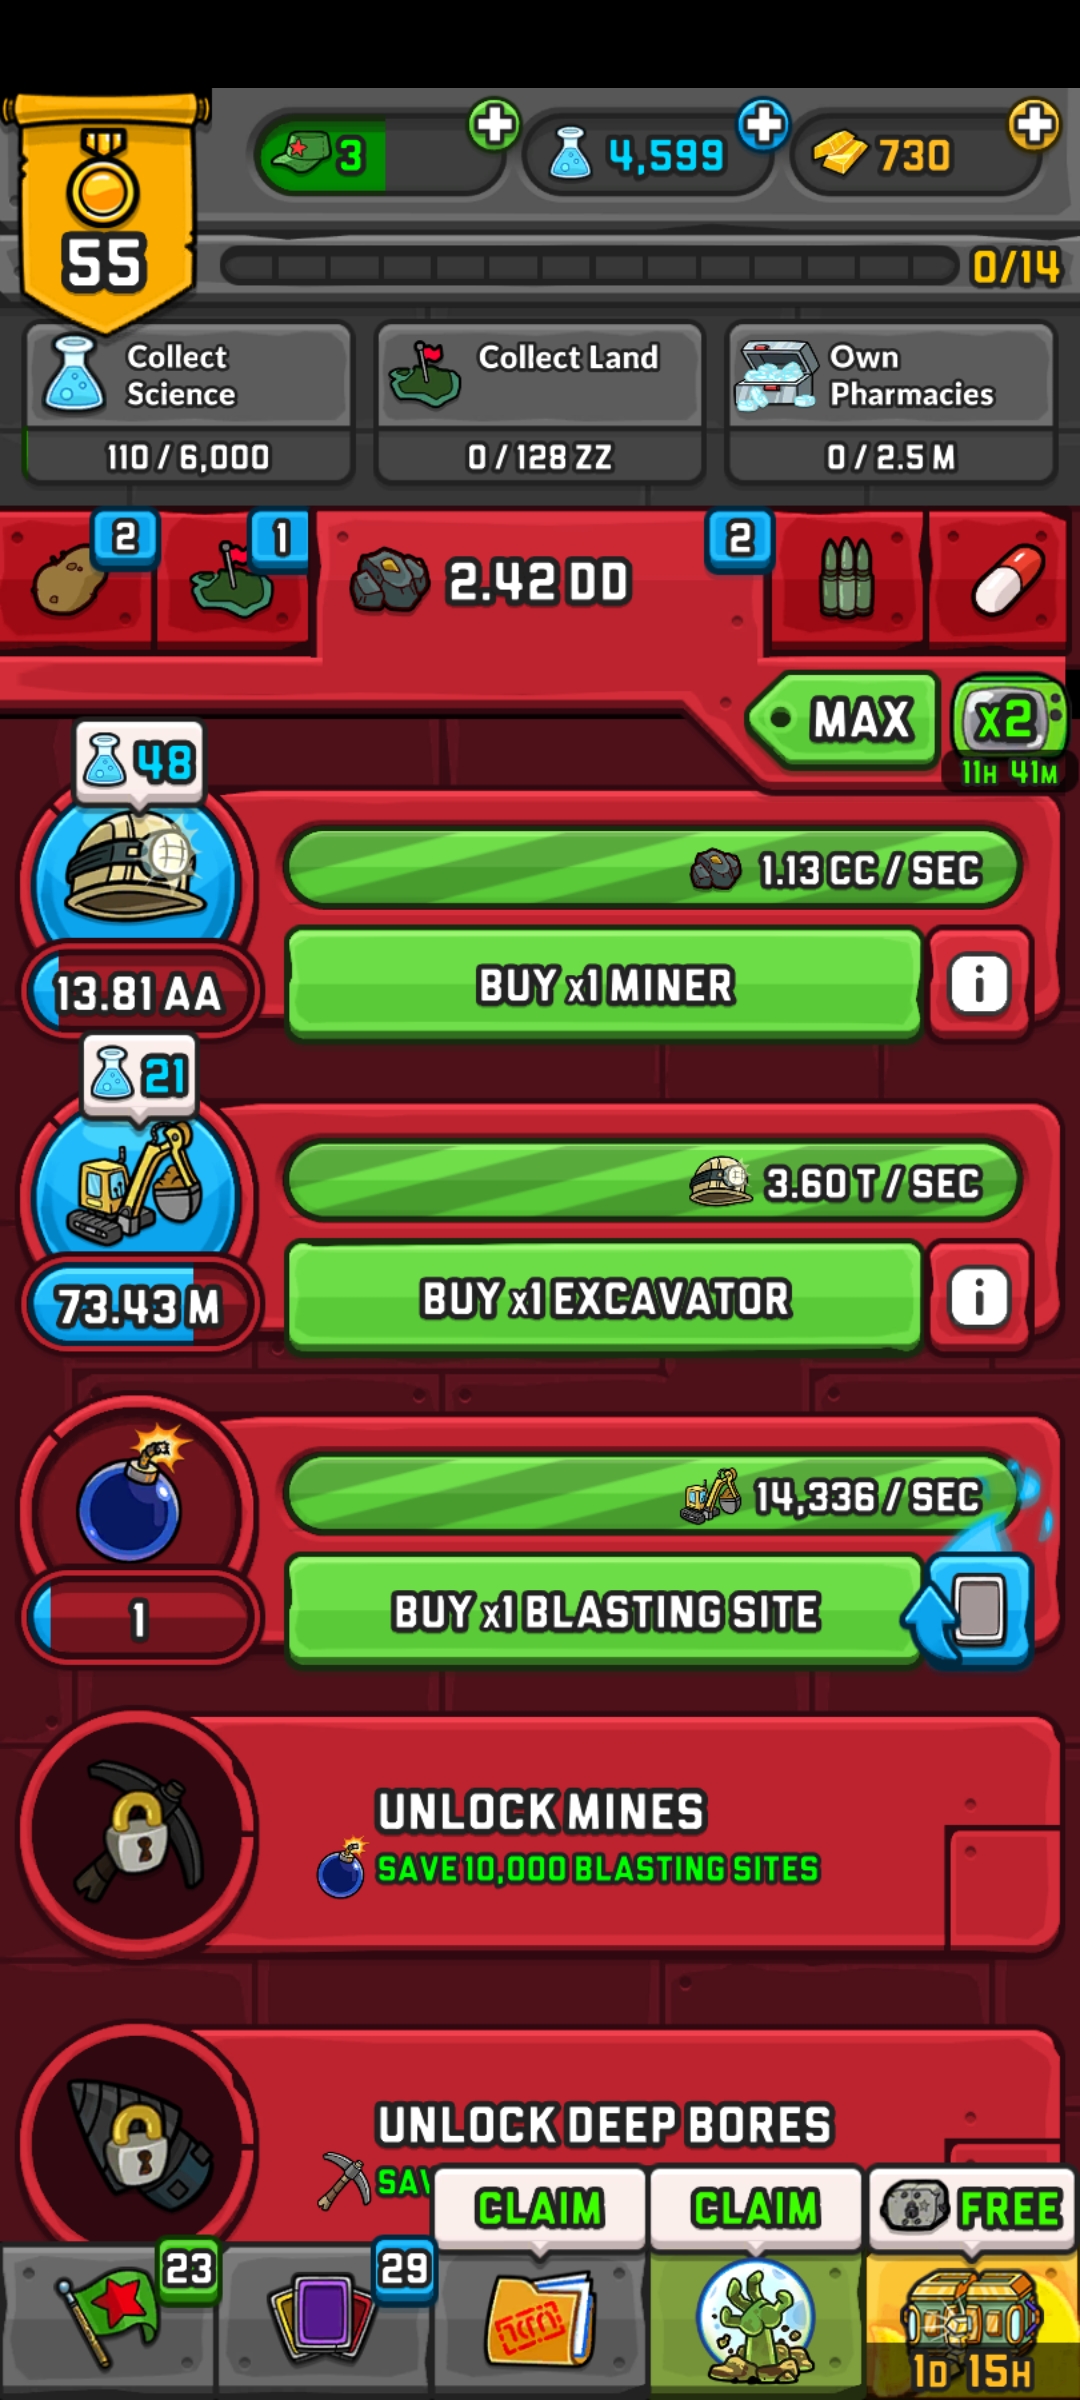 3
4,599
730
55
0/14
Collect
Science
110 / 6,000
Collect Land
0 / 128 ZZ
Own
Pharmacies
0 / 2.5 M
2
1
2.42 DD
2
MAX
x2
11H 41M
48
1.13 CC / SEC
13.81 AA
BUY x1 MINER
i
21
3.60 T / SEC
73.43 M
BUY x1 EXCAVATOR
i
14,336 / SEC
1
BUY x1 BLASTING SITE
UNLOCK MINES
SAVE 10,000 BLASTING SITES
UNLOCK DEEP BORES
SAV
CLAIM
CLAIM
FREE
23
29
1D 15H